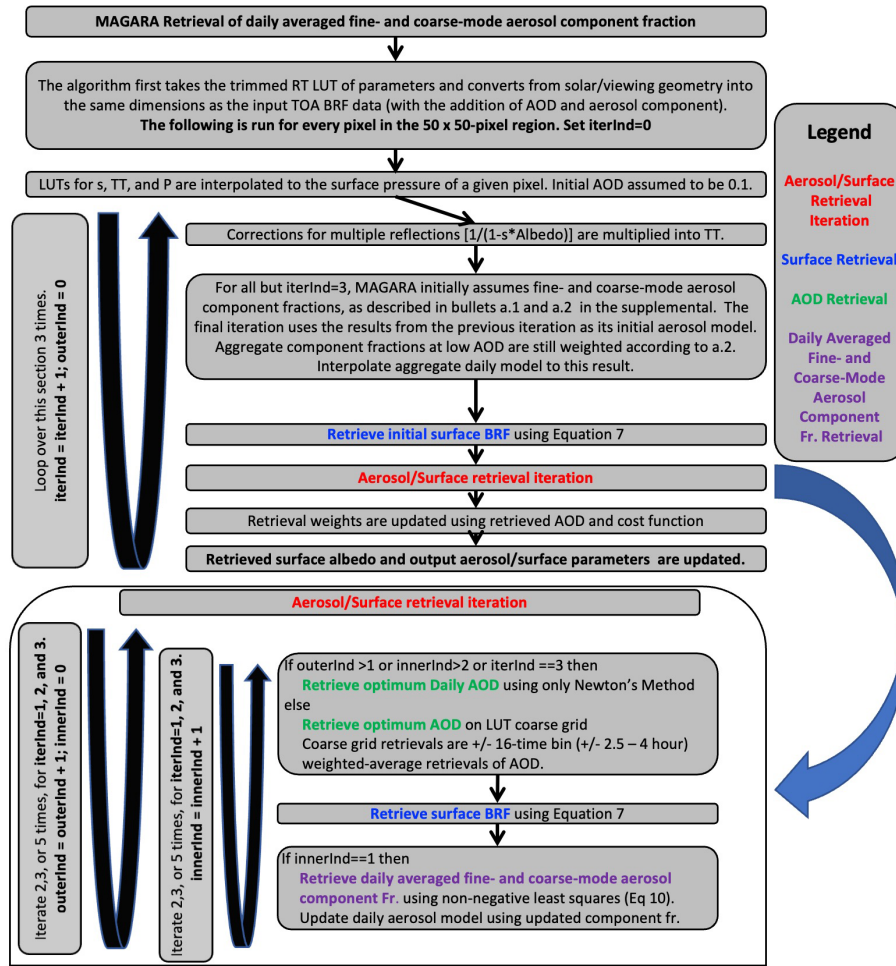 MAGARA Retrieval of daily averaged fine- and coarse-mode aerosol component fraction
The algorithm first takes the trimmed RT LUT of parameters and converts from solar/viewing geometry into
the same dimensions as the input TOA BRF data (with the addition of AOD and aerosol component).
The following is run for every pixel in the 50 x 50-pixel region. Set iterInd=0
LUTs for s, TT, and P are interpolated to the surface pressure of a given pixel. Initial AOD assumed to be 0.1.
Loop over this section 3 times.
iterInd = iterInd + 1; outerInd = 0
Corrections for multiple reflections [1/(1-s*Albedo)] are multiplied into TT.
For all but iterInd=3, MAGARA initially assumes fine- and coarse-mode aerosol
component fractions, as described in bullets a.1 and a.2 in the supplemental. The
final iteration uses the results from the previous iteration as its initial aerosol model.
Aggregate component fractions at low AOD are still weighted according to a.2.
Interpolate aggregate daily model to this result.
Retrieve initial surface BRF using Equation 7
Aerosol/Surface retrieval iteration
Retrieval weights are updated using retrieved AOD and cost function
Retrieved surface albedo and output aerosol/surface parameters are updated.
Legend
Aerosol/Surface
Retrieval
Iteration
Surface Retrieval
AOD Retrieval
Daily Averaged
Fine- and
Coarse-Mode
Aerosol
Component
Fr. Retrieval
Aerosol/Surface retrieval iteration
Iterate 2,3, or 5 times, for iterInd=1, 2, and 3.
outerInd = outerInd + 1; innerInd = 0
Iterate 2,3, or 5 times, for iterInd=1, 2, and 3.
innerInd = innerInd + 1
If outerInd >1 or innerInd>2 or iterInd ==3 then
Retrieve optimum Daily AOD using only Newton's Method
else
Retrieve optimum AOD on LUT coarse grid
Coarse grid retrievals are +/- 16-time bin (+/- 2.5 – 4 hour)
weighted-average retrievals of AOD.
Retrieve surface BRF using Equation 7
If innerInd==1 then
Retrieve daily averaged fine- and coarse-mode aerosol
component Fr. using non-negative least squares (Eq 10).
Update daily aerosol model using updated component fr.